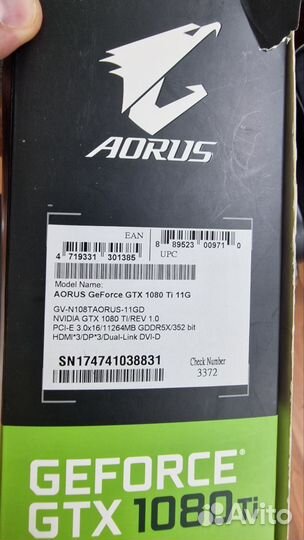 AORUS
EAN
4 719331 301385
8 89523 00971 0
UPC
Model Name:
AORUS GeForce GTX 1080 Ti 11G
GV-N108TAORUS-11GD
NVIDIA GTX 1080 TI/REV 1.0
PCI-E 3.0x16/11264MB GDDR5X/352 bit
HDMI*3/DP*3/Dual-Link DVI-D
SN174741038831
Check Number
3372
GEFORCE
GTX 1080 Ti
Avito